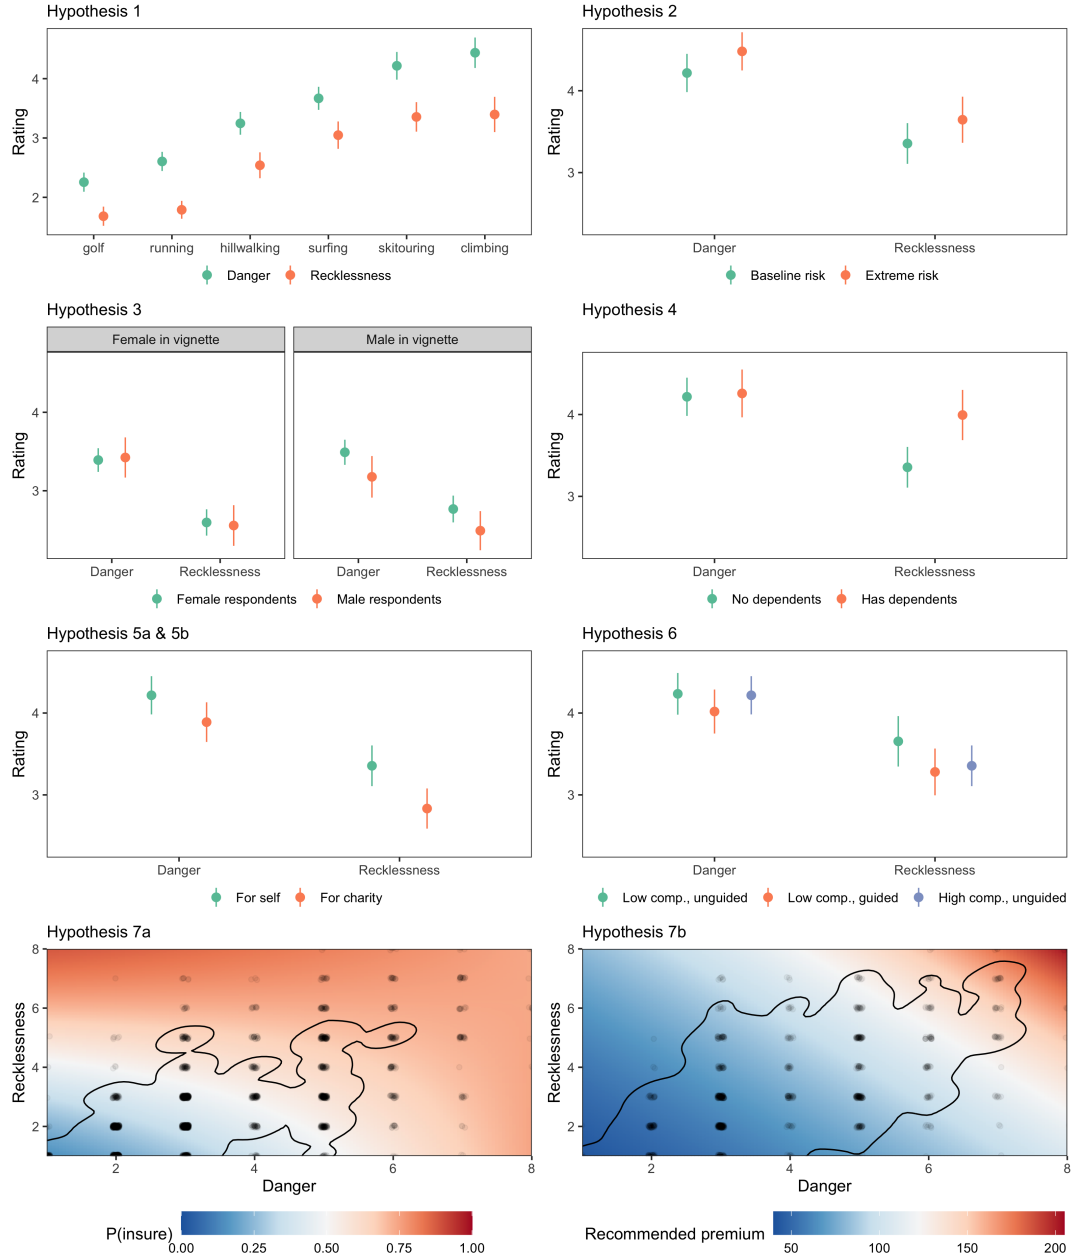 Hypothesis 1
Rating
4
3
2
golf running hillwalking surfing skitouring climbing
Danger Recklessness
Hypothesis 2
Rating
4
3
Danger Recklessness
Baseline risk Extreme risk
Hypothesis 3
Female in vignette Male in vignette
Rating
4
3
Danger Recklessness Danger Recklessness
Female respondents Male respondents
Hypothesis 4
Rating
4
3
Danger Recklessness
No dependents Has dependents
Hypothesis 5a & 5b
Rating
4
3
Danger Recklessness
For self For charity
Hypothesis 6
Rating
4
3
Danger Recklessness
Low comp., unguided Low comp., guided High comp., unguided
Hypothesis 7a
Recklessness
8
6
4
2
2 4 6 8
Danger
P(insure)
0.00 0.25 0.50 0.75 1.00
Hypothesis 7b
Recklessness
8
6
4
2
2 4 6 8
Danger
Recommended premium
50 100 150 200